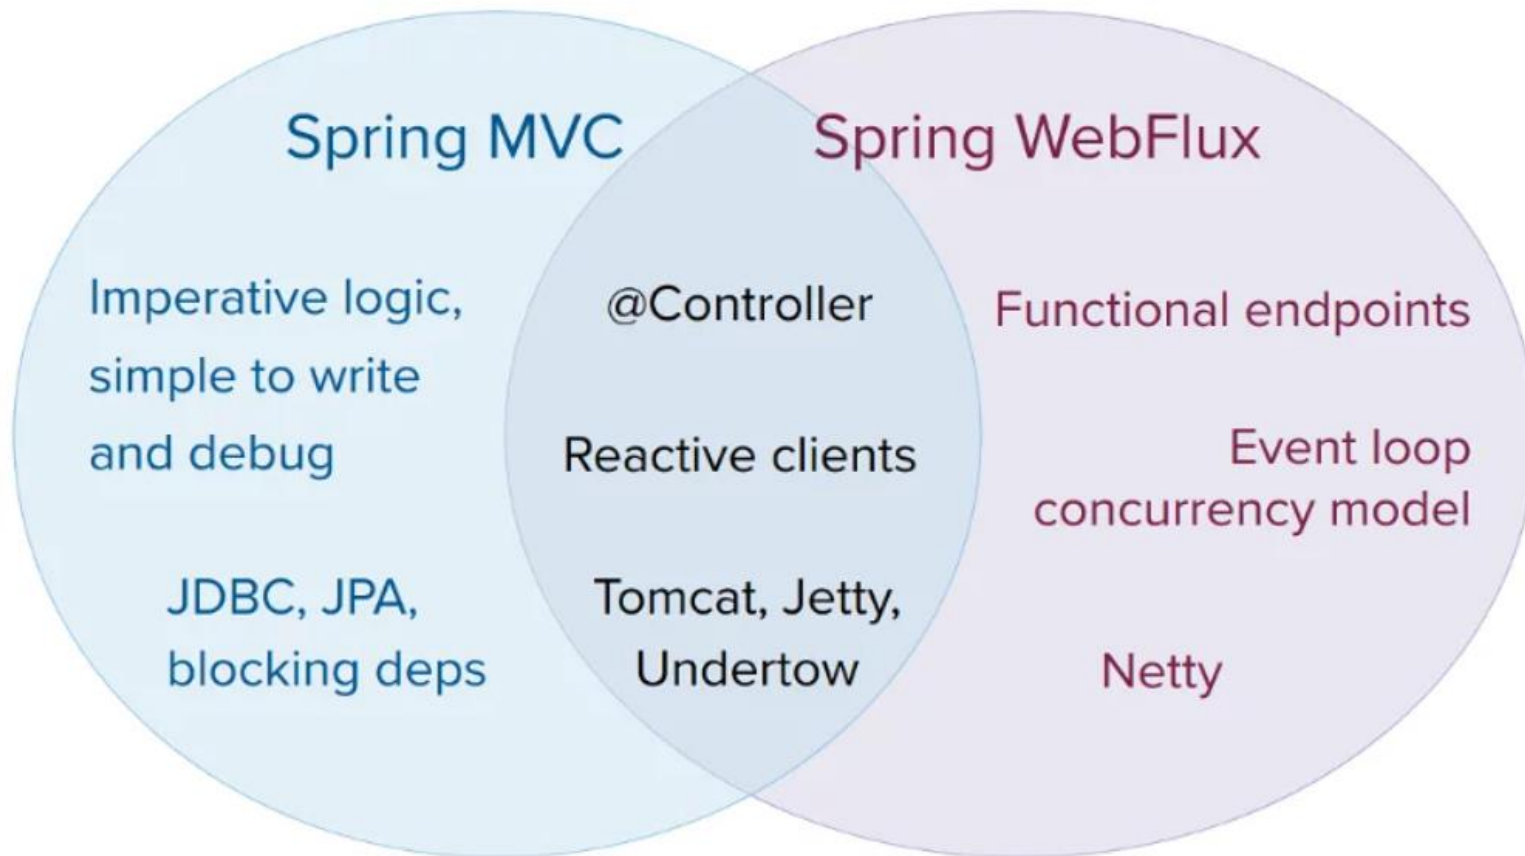 Spring MVC
Spring WebFlux
Imperative logic,
simple to write
and debug
JDBC, JPA,
blocking deps
@Controller
Reactive clients
Tomcat, Jetty,
Undertow
Functional endpoints
Event loop
concurrency model
Netty